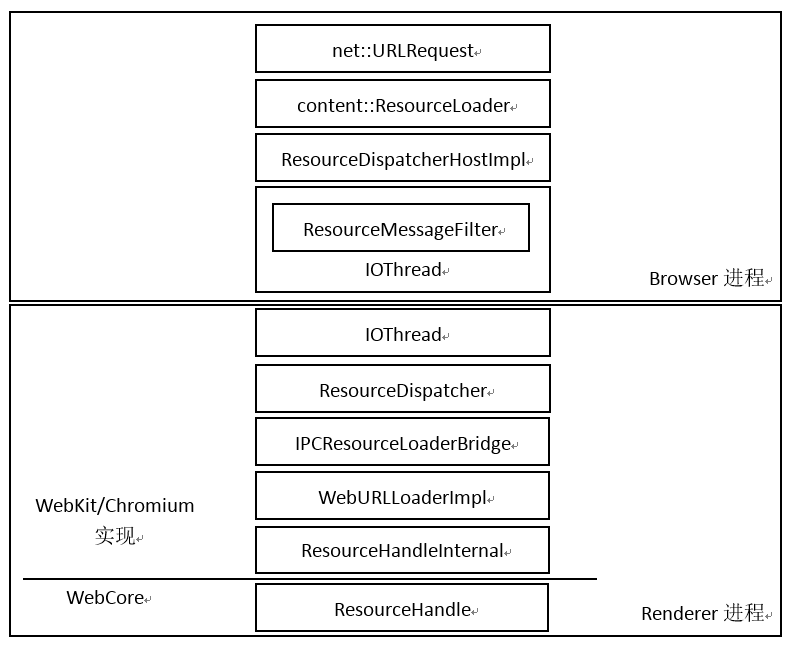 net::URLRequest
content::ResourceLoader
ResourceDispatcherHostImpl
ResourceMessageFilter
IOThread
Browser 进程
IOThread
ResourceDispatcher
IPCResourceLoaderBridge
WebURLLoaderImpl
WebKit/Chromium
实现
ResourceHandleInternal
WebCore
ResourceHandle
Renderer 进程